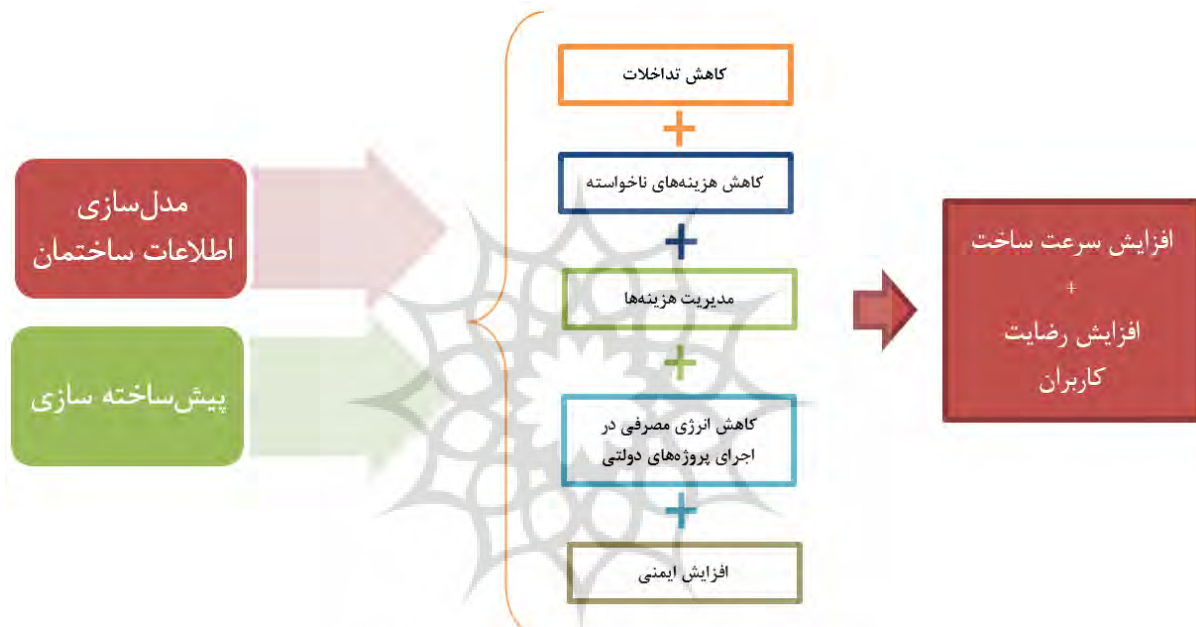 مدل‌سازی
اطلاعات ساختمان
پیش‌ساخته سازی
کاهش تداخلات
+
کاهش هزینه‌های ناخواسته
+
مدیریت هزینه‌ها
+
کاهش انرژی مصرفی در
اجرای پروژه‌های دولتی
+
افزایش ایمنی
افزایش سرعت ساخت
+
افزایش رضایت
کاربران